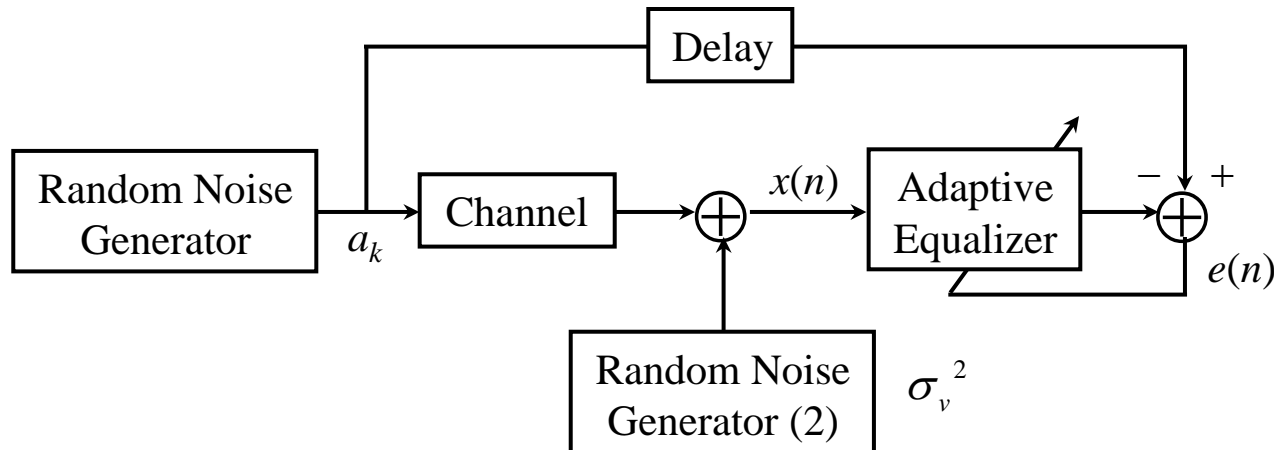 Delay
Random Noise
Generator
a_k
Channel
x(n)
Adaptive
Equalizer
− +
e(n)
Random Noise
Generator (2)
σ_v^2